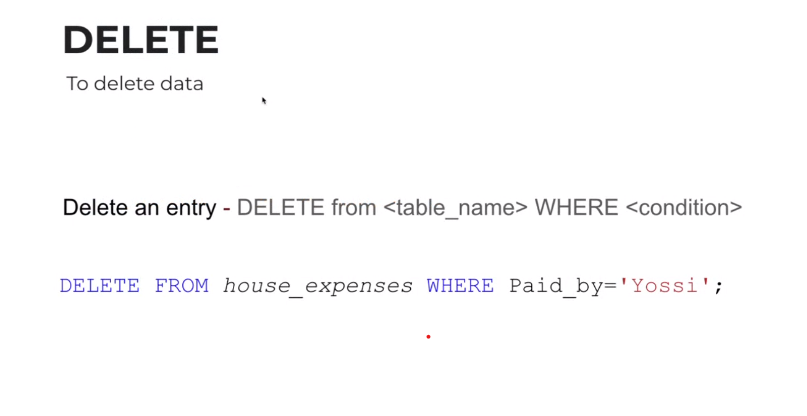 DELETE
To delete data
Delete an entry - DELETE from <table_name> WHERE <condition>
DELETE FROM house_expenses WHERE Paid_by='Yossi';